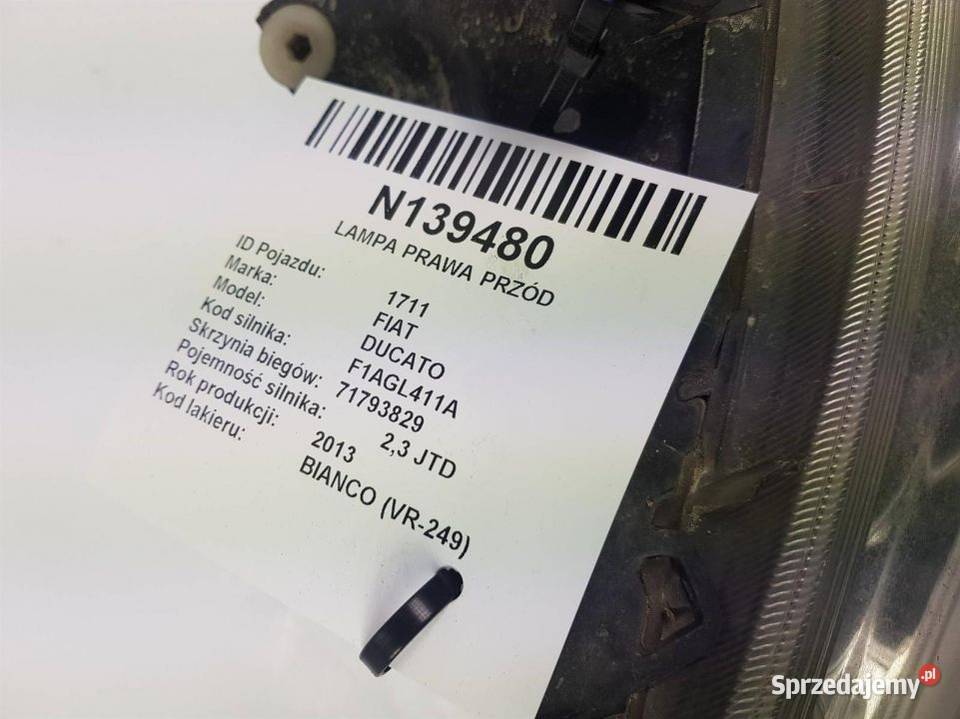 N139480
LAMPA PRAWA PRZÓD
ID Pojazdu: 1711
Marka: FIAT
Model: DUCATO
Kod silnika: F1AGL411A
Skrzynia biegów: 71793829
Pojemność silnika: 2,3 JTD
Rok produkcji: 2013
Kod lakieru: BIANCO (VR-249)
Sprzedajemy.pl